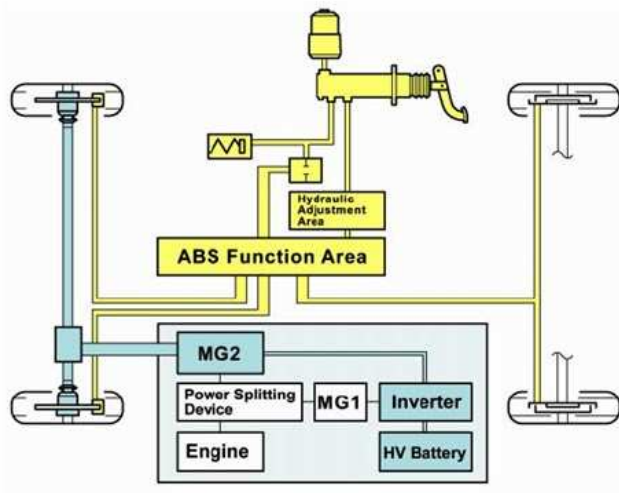 Hydraulic
Adjustment
Area
ABS Function Area
MG2
Power Splitting
Device
MG1
Inverter
Engine
HV Battery